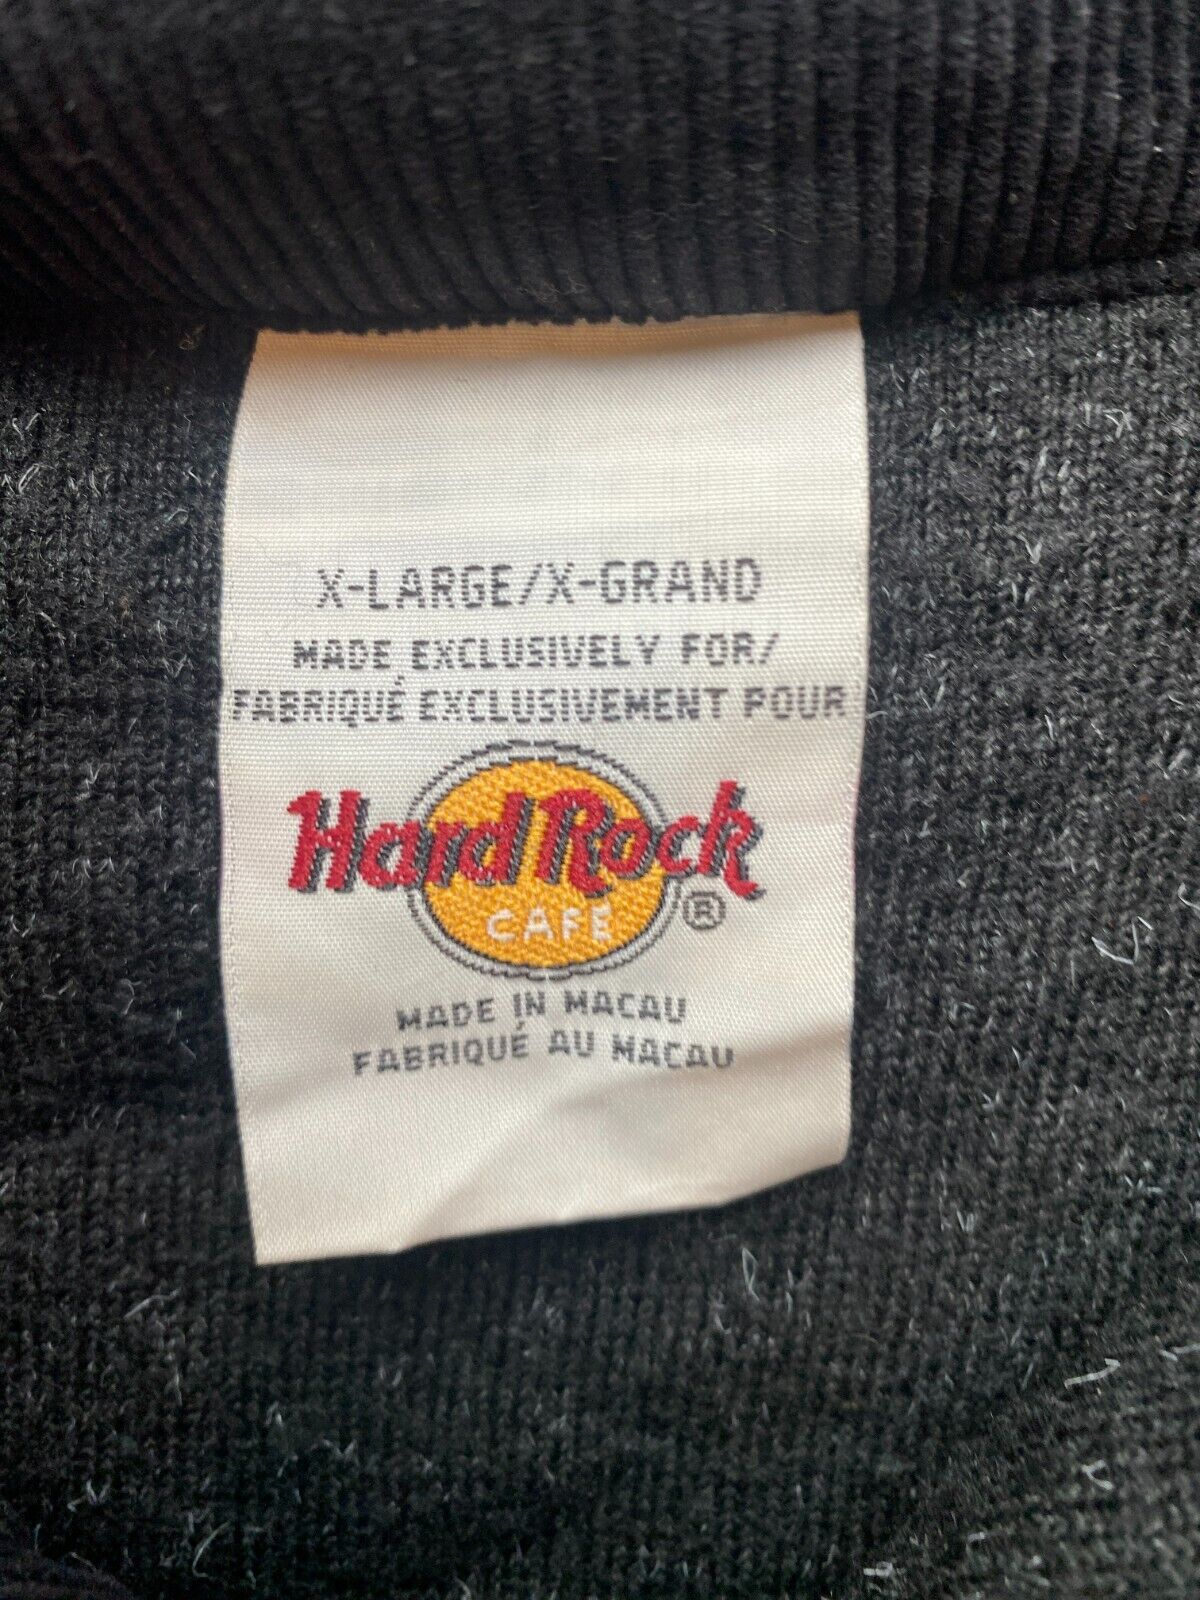 X-LARGE/X-GRAND
MADE EXCLUSIVELY FOR/
FABRIQUÉ EXCLUSIVEMENT POUR
Hard Rock
CAFE ®
MADE IN MACAU
FABRIQUÉ AU MACAU